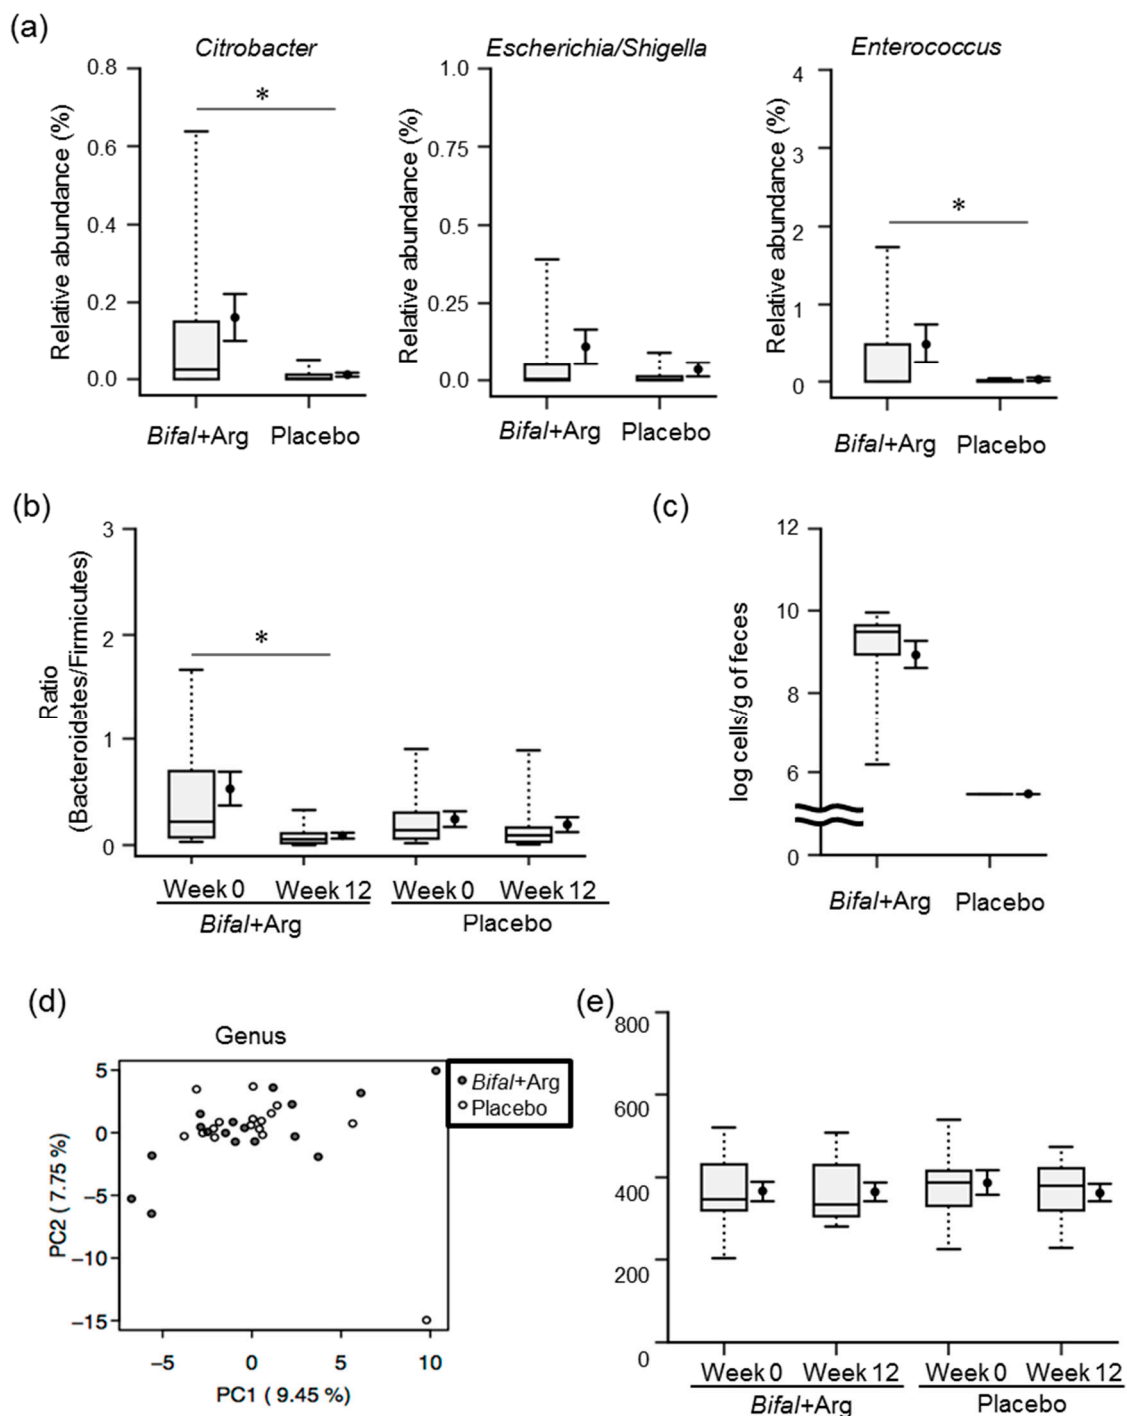 (a)
Citrobacter
Escherichia/Shigella
Enterococcus
Relative abundance (%)
0.8
0.6
0.4
0.2
0.0
*
Bifal+Arg Placebo
Relative abundance (%)
1.0
0.75
0.5
0.25
0.0
Bifal+Arg Placebo
Relative abundance (%)
4
3
2
1
0
*
Bifal+Arg Placebo
(b)
Ratio
(Bacteroidetes/Firmicutes)
3
2
1
0
*
Week 0 Week 12 Week 0 Week 12
Bifal+Arg Placebo
(c)
log cells/g of feces
12
10
8
6
0
Bifal+Arg Placebo
(d)
Genus
PC2 ( 7.75 %)
5
0
−5
−10
−15
−5 0 5 10
PC1 ( 9.45 %)
Bifal+Arg
Placebo
(e)
800
600
400
200
0
Week 0 Week 12 Week 0 Week 12
Bifal+Arg Placebo